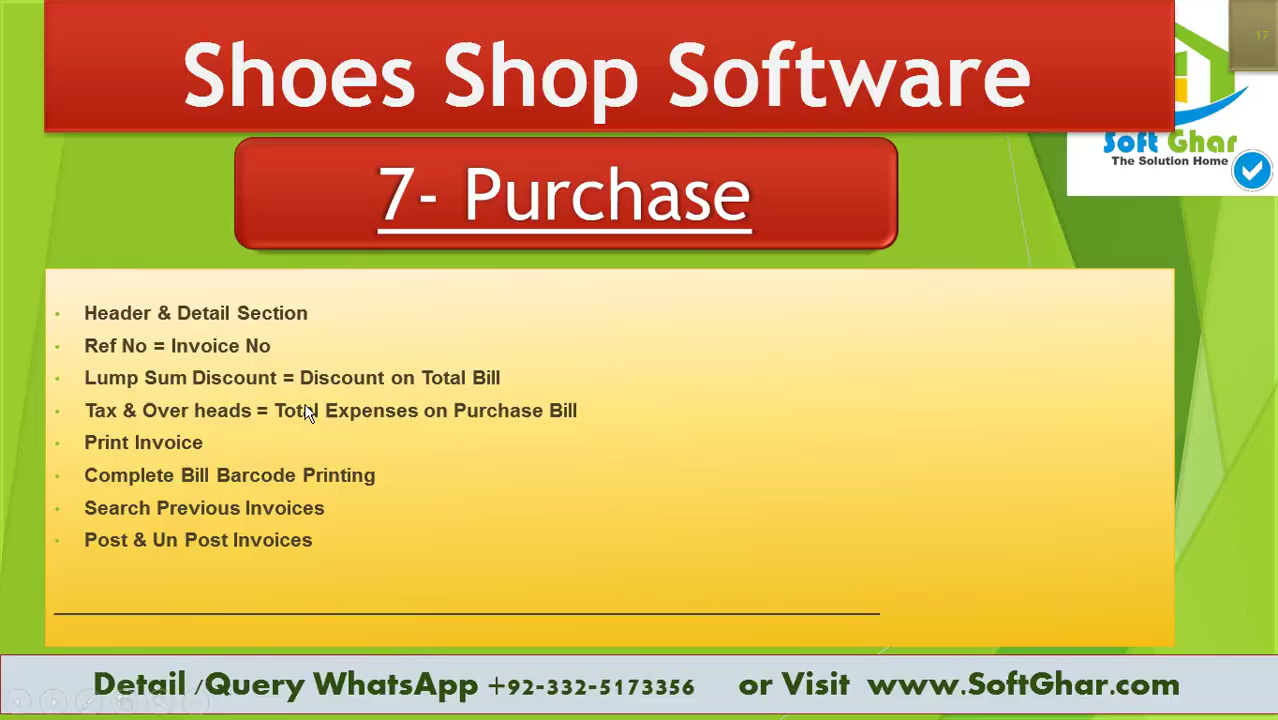 Shoes Shop Software
17
Soft Ghar
The Solution Home
7- Purchase
• Header & Detail Section
• Ref No = Invoice No
• Lump Sum Discount = Discount on Total Bill
• Tax & Over heads = Total Expenses on Purchase Bill
• Print Invoice
• Complete Bill Barcode Printing
• Search Previous Invoices
• Post & Un Post Invoices
Detail /Query WhatsApp +92-332-5173356 or Visit www.SoftGhar.com